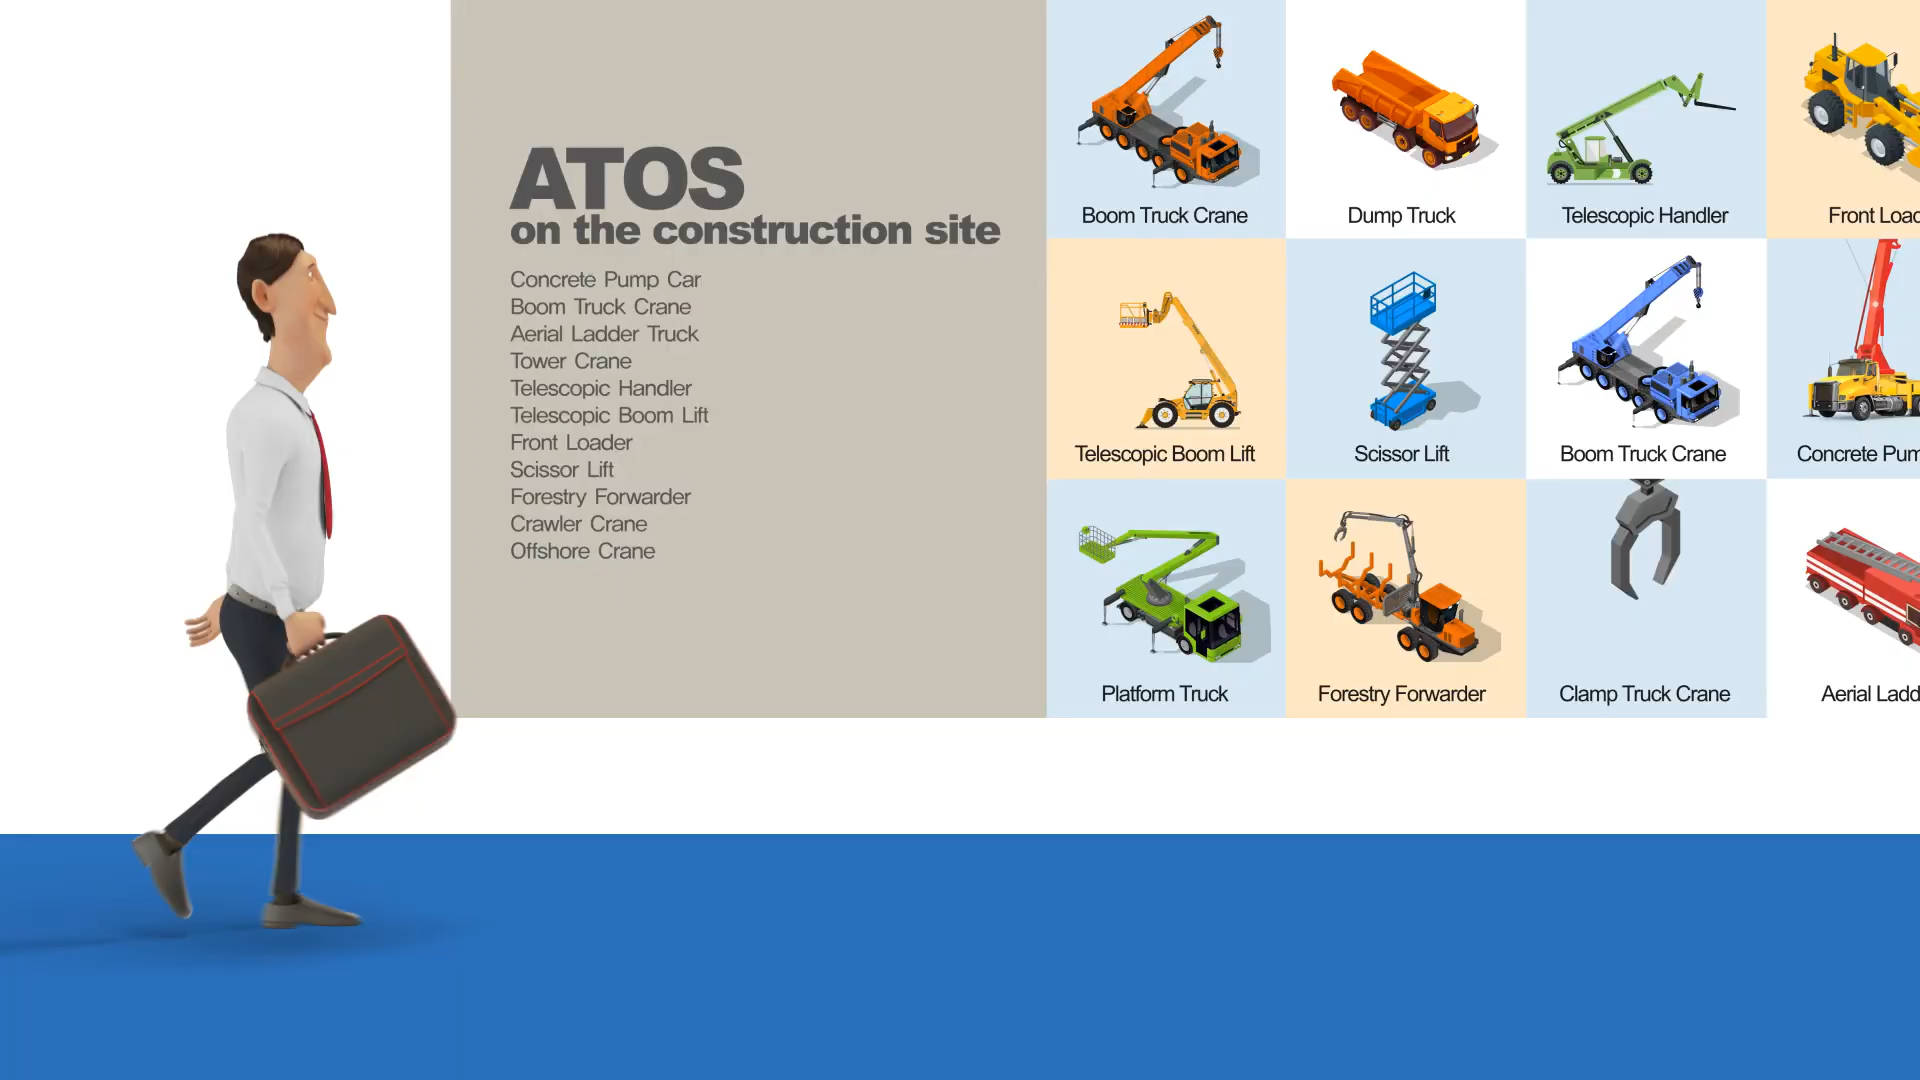 ATOS
on the construction site
Concrete Pump Car
Boom Truck Crane
Aerial Ladder Truck
Tower Crane
Telescopic Handler
Telescopic Boom Lift
Front Loader
Scissor Lift
Forestry Forwarder
Crawler Crane
Offshore Crane
Boom Truck Crane
Dump Truck
Telescopic Handler
Front Loac
Telescopic Boom Lift
Scissor Lift
Boom Truck Crane
Concrete Pum
Platform Truck
Forestry Forwarder
Clamp Truck Crane
Aerial Ladd